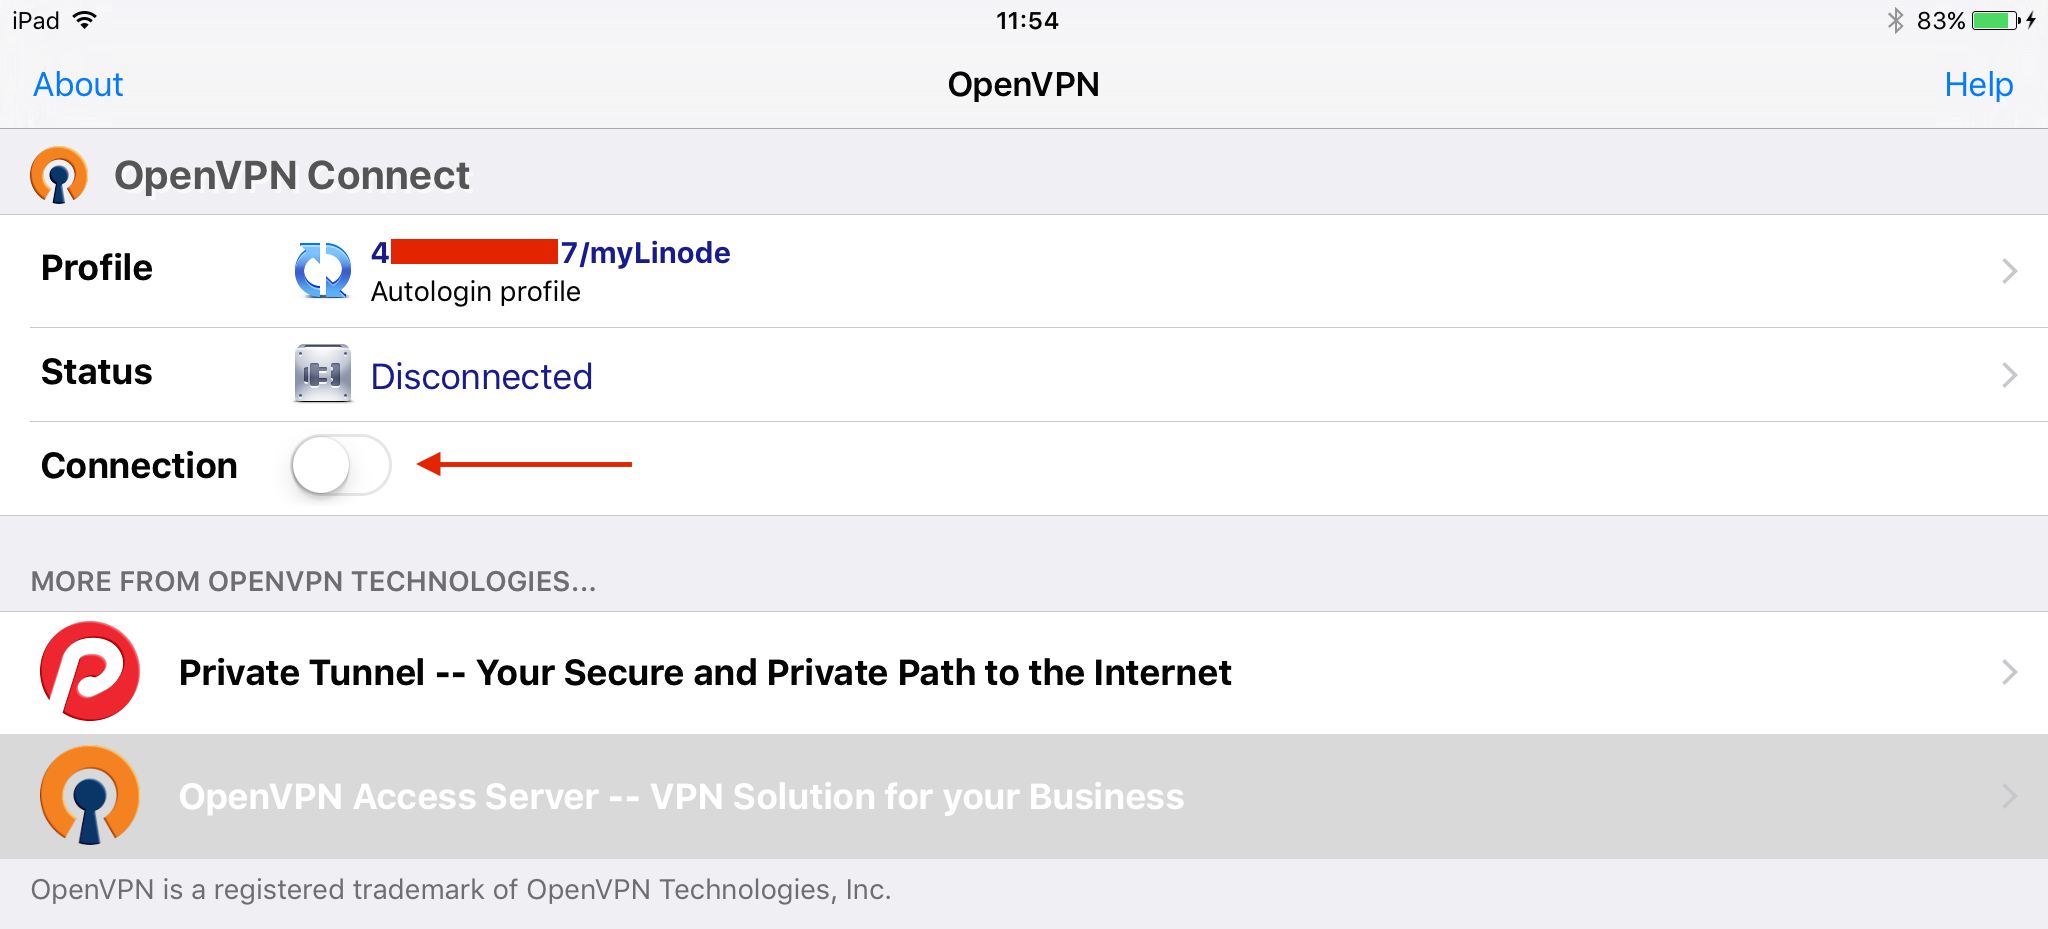 iPad 11:54 83%
About OpenVPN Help
OpenVPN Connect
Profile 4 7/myLinode
Autologin profile
Status Disconnected
Connection
MORE FROM OPENVPN TECHNOLOGIES...
Private Tunnel -- Your Secure and Private Path to the Internet
OpenVPN Access Server -- VPN Solution for your Business
OpenVPN is a registered trademark of OpenVPN Technologies, Inc.